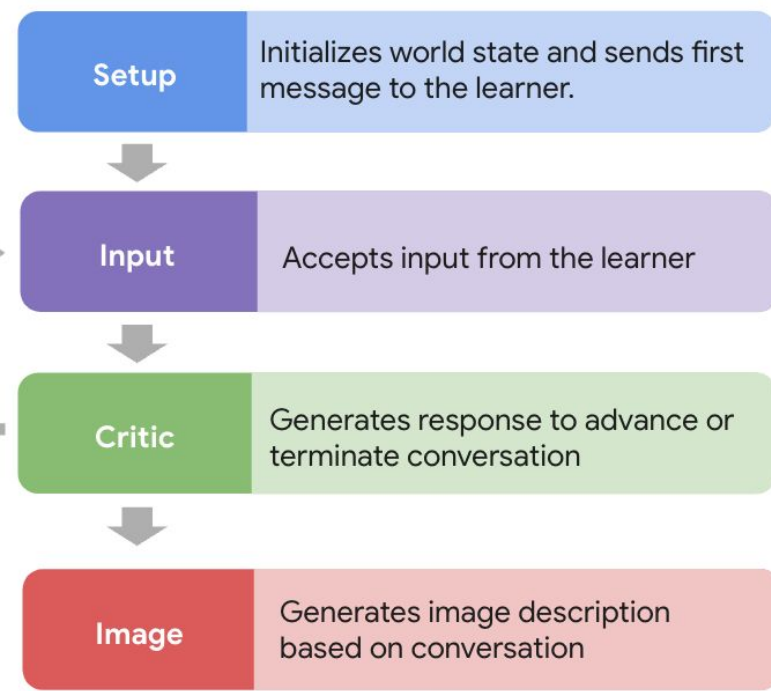 Setup
Initializes world state and sends first
message to the learner.
Input
Accepts input from the learner
Critic
Generates response to advance or
terminate conversation
Image
Generates image description
based on conversation